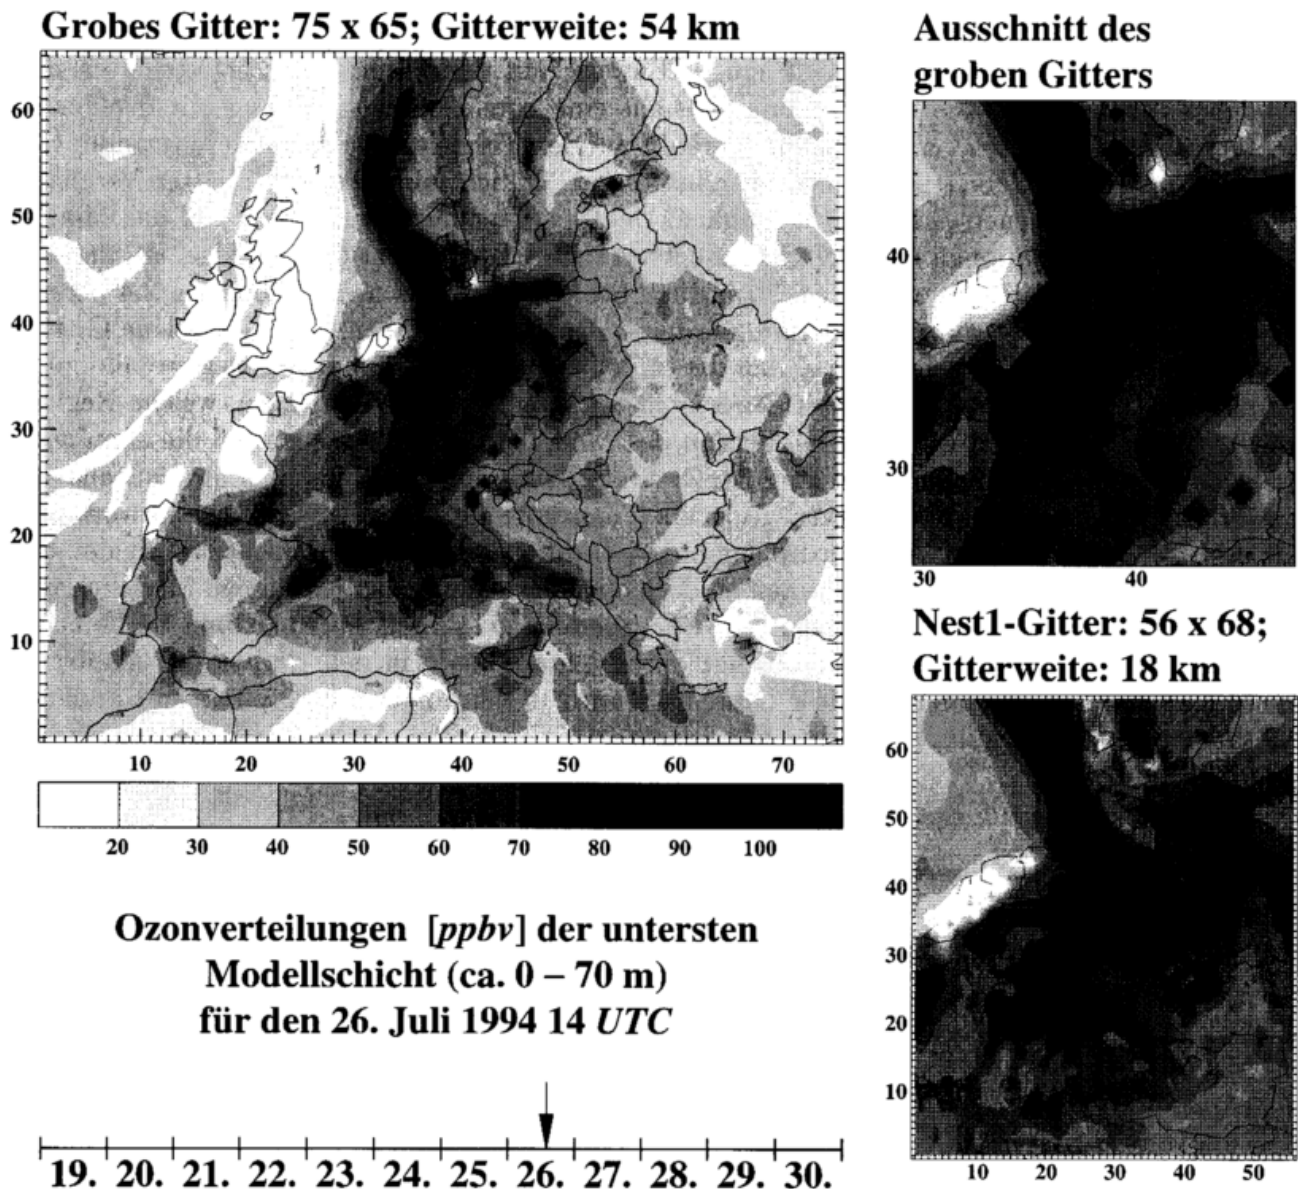 Grobes Gitter: 75 x 65; Gitterweite: 54 km
60
50
40
30
20
10
10 20 30 40 50 60 70
20 30 40 50 60 70 80 90 100
Ozonverteilungen [ppbv] der untersten
Modellschicht (ca. 0 – 70 m)
für den 26. Juli 1994 14 UTC
19. 20. 21. 22. 23. 24. 25. 26. 27. 28. 29. 30.
Ausschnitt des
groben Gitters
40
30
30 40
Nest1-Gitter: 56 x 68;
Gitterweite: 18 km
60
50
40
30
20
10
10 20 30 40 50